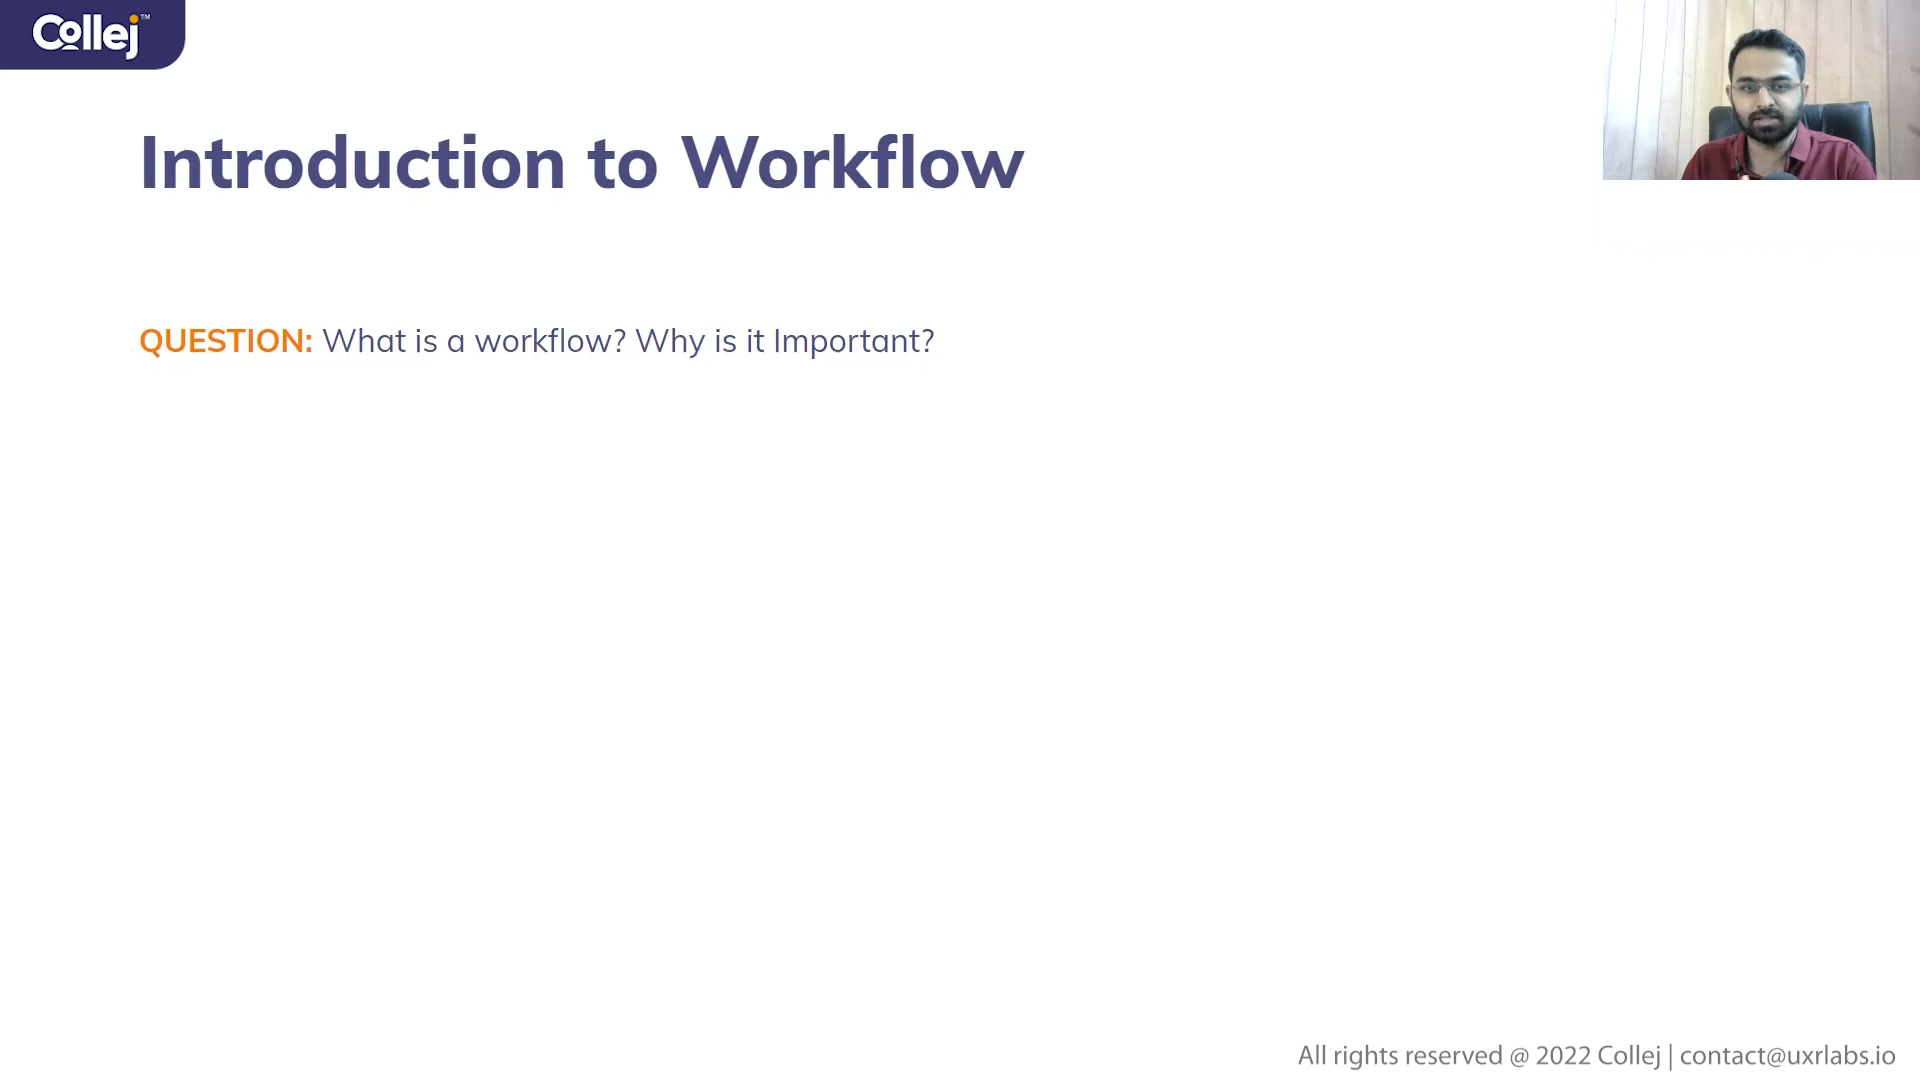 Collej™
Introduction to Workflow
QUESTION: What is a workflow? Why is it Important?
All rights reserved @ 2022 Collej | contact@uxrlabs.io